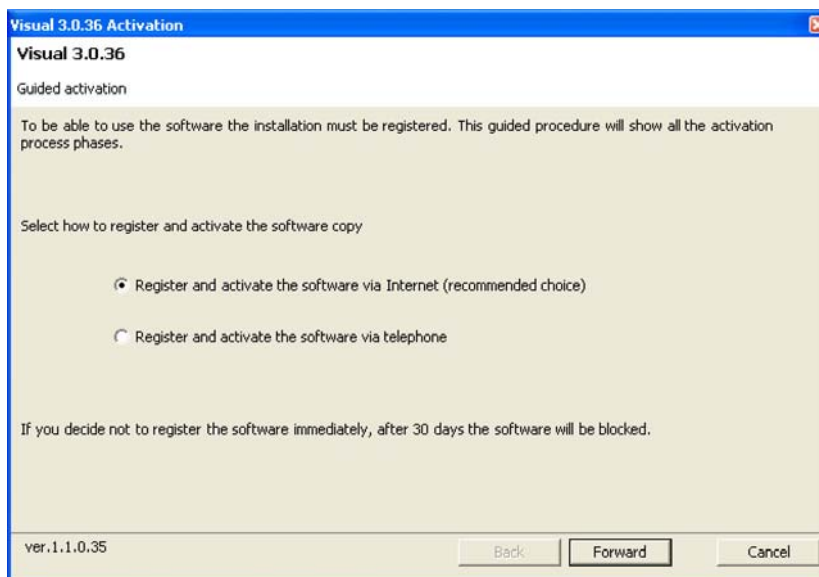 Visual 3.0.36 Activation
Visual 3.0.36
Guided activation
To be able to use the software the installation must be registered. This guided procedure will show all the activation
process phases.
Select how to register and activate the software copy
Register and activate the software via Internet (recommended choice)
Register and activate the software via telephone
If you decide not to register the software immediately, after 30 days the software will be blocked.
ver.1.1.0.35
Back
Forward
Cancel